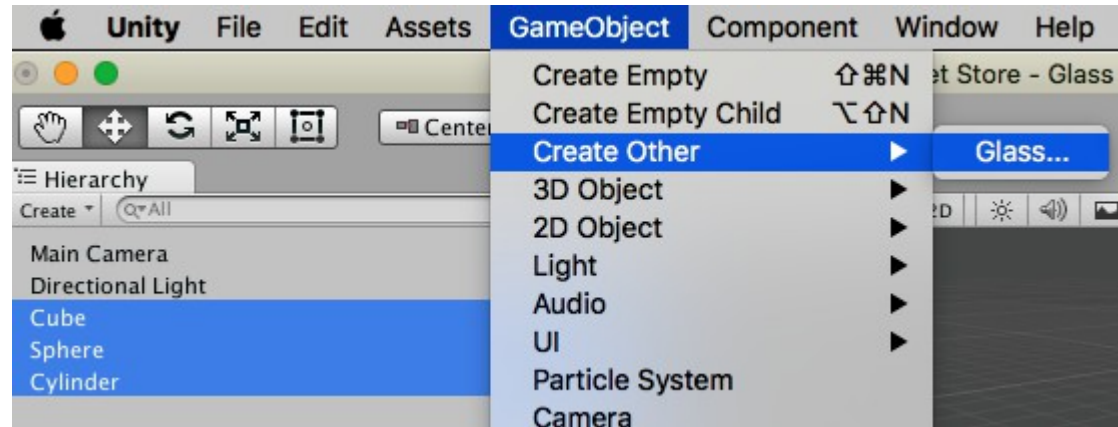 Unity File Edit Assets GameObject Component Window Help
et Store - Glass
Create Empty ⇧⌘N
Create Empty Child ⌥⇧N
Center
Create Other ▶ Glass...
Hierarchy
3D Object ▶
Create All
2D Object ▶
2D
Main Camera
Light ▶
Directional Light
Audio ▶
Cube
UI ▶
Sphere
Particle System
Cylinder
Camera